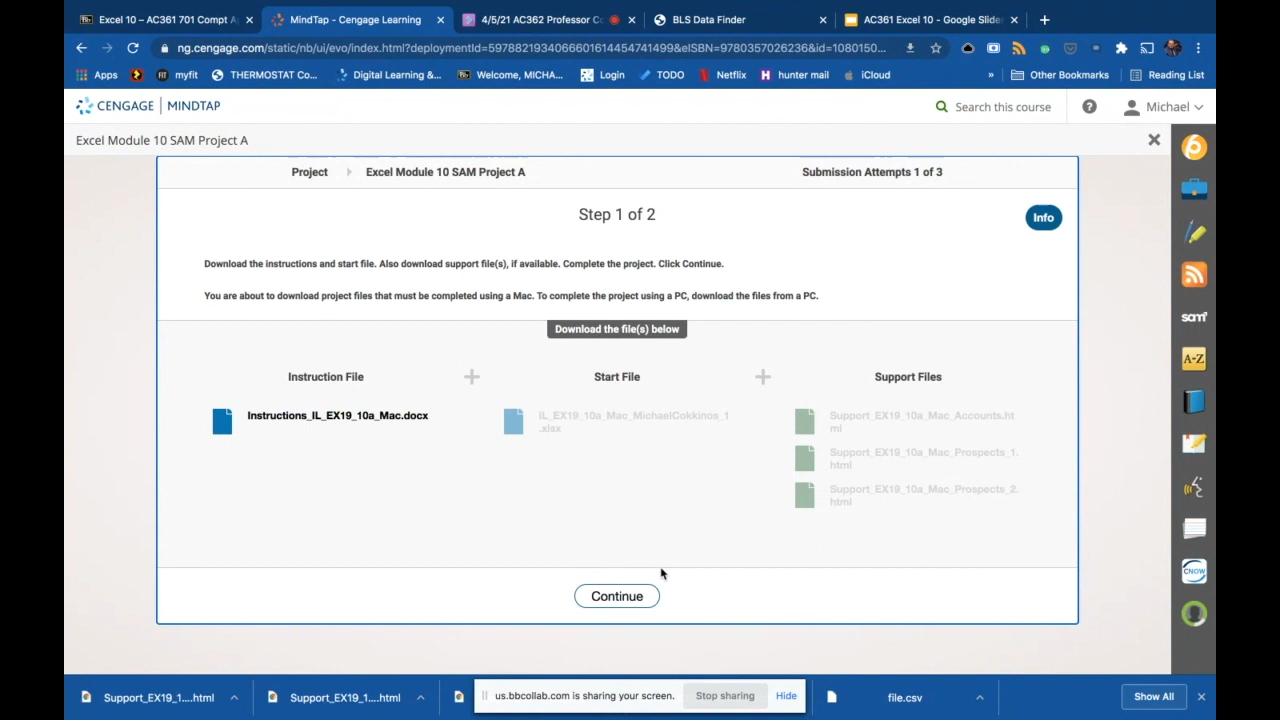 Excel 10 – AC361 701 Compt A
MindTap - Cengage Learning
4/5/21 AC362 Professor Co
BLS Data Finder
AC361 Excel 10 - Google Slide
ng.cengage.com/static/nb/ui/evo/index.html?deploymentId=5978821934066601614454741499&eISBN=9780357026236&id=1080150...
Apps
myfit
THERMOSTAT Co...
Digital Learning &...
Welcome, MICHA...
Login
TODO
Netflix
hunter mail
iCloud
»
Other Bookmarks
Reading List
CENGAGE | MINDTAP
Search this course
Michael
Excel Module 10 SAM Project A
Project
Excel Module 10 SAM Project A
Submission Attempts 1 of 3
Step 1 of 2
Info
Download the instructions and start file. Also download support file(s), if available. Complete the project. Click Continue.
You are about to download project files that must be completed using a Mac. To complete the project using a PC, download the files from a PC.
Download the file(s) below
Instruction File
Start File
Support Files
Instructions_IL_EX19_10a_Mac.docx
IL_EX19_10a_Mac_MichaelCokkinos_1
.xlsx
Support_EX19_10a_Mac_Accounts.ht
ml
Support_EX19_10a_Mac_Prospects_1.
html
Support_EX19_10a_Mac_Prospects_2.
html
Continue
sam
A-Z
CNOW
Support_EX19_1....html
Support_EX19_1....html
us.bbcollab.com is sharing your screen.
Stop sharing
Hide
file.csv
Show All